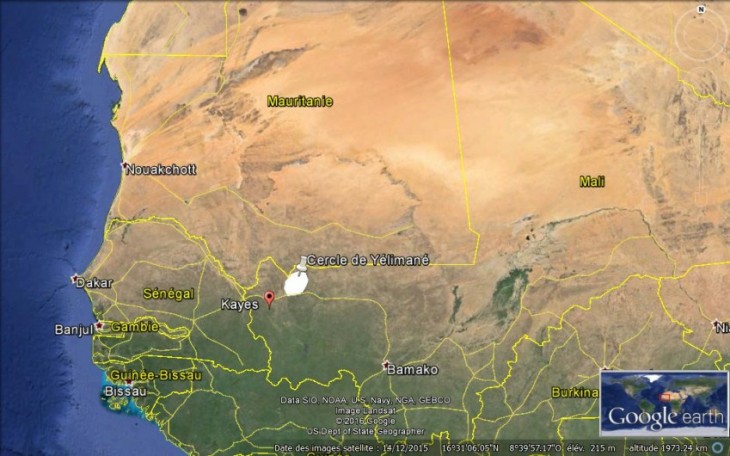 N
Mauritanie
Nouakchott
Mali
Cercle de Yélimané
Dakar
Sénégal
Kayes
Banjul
Gambie
Bamako
Guinée-Bissau
Bissau
Burkina
Data SIO, NOAA, U.S. Navy, NGA, GEBCO
Image Landsat
© 2016 Google
US Dept of State Geographer
Google earth
Date des images satellite : 14/12/2015 16°31'06.05"N 8°39'57.17"O élév. 215 m altitude 1973.24 km